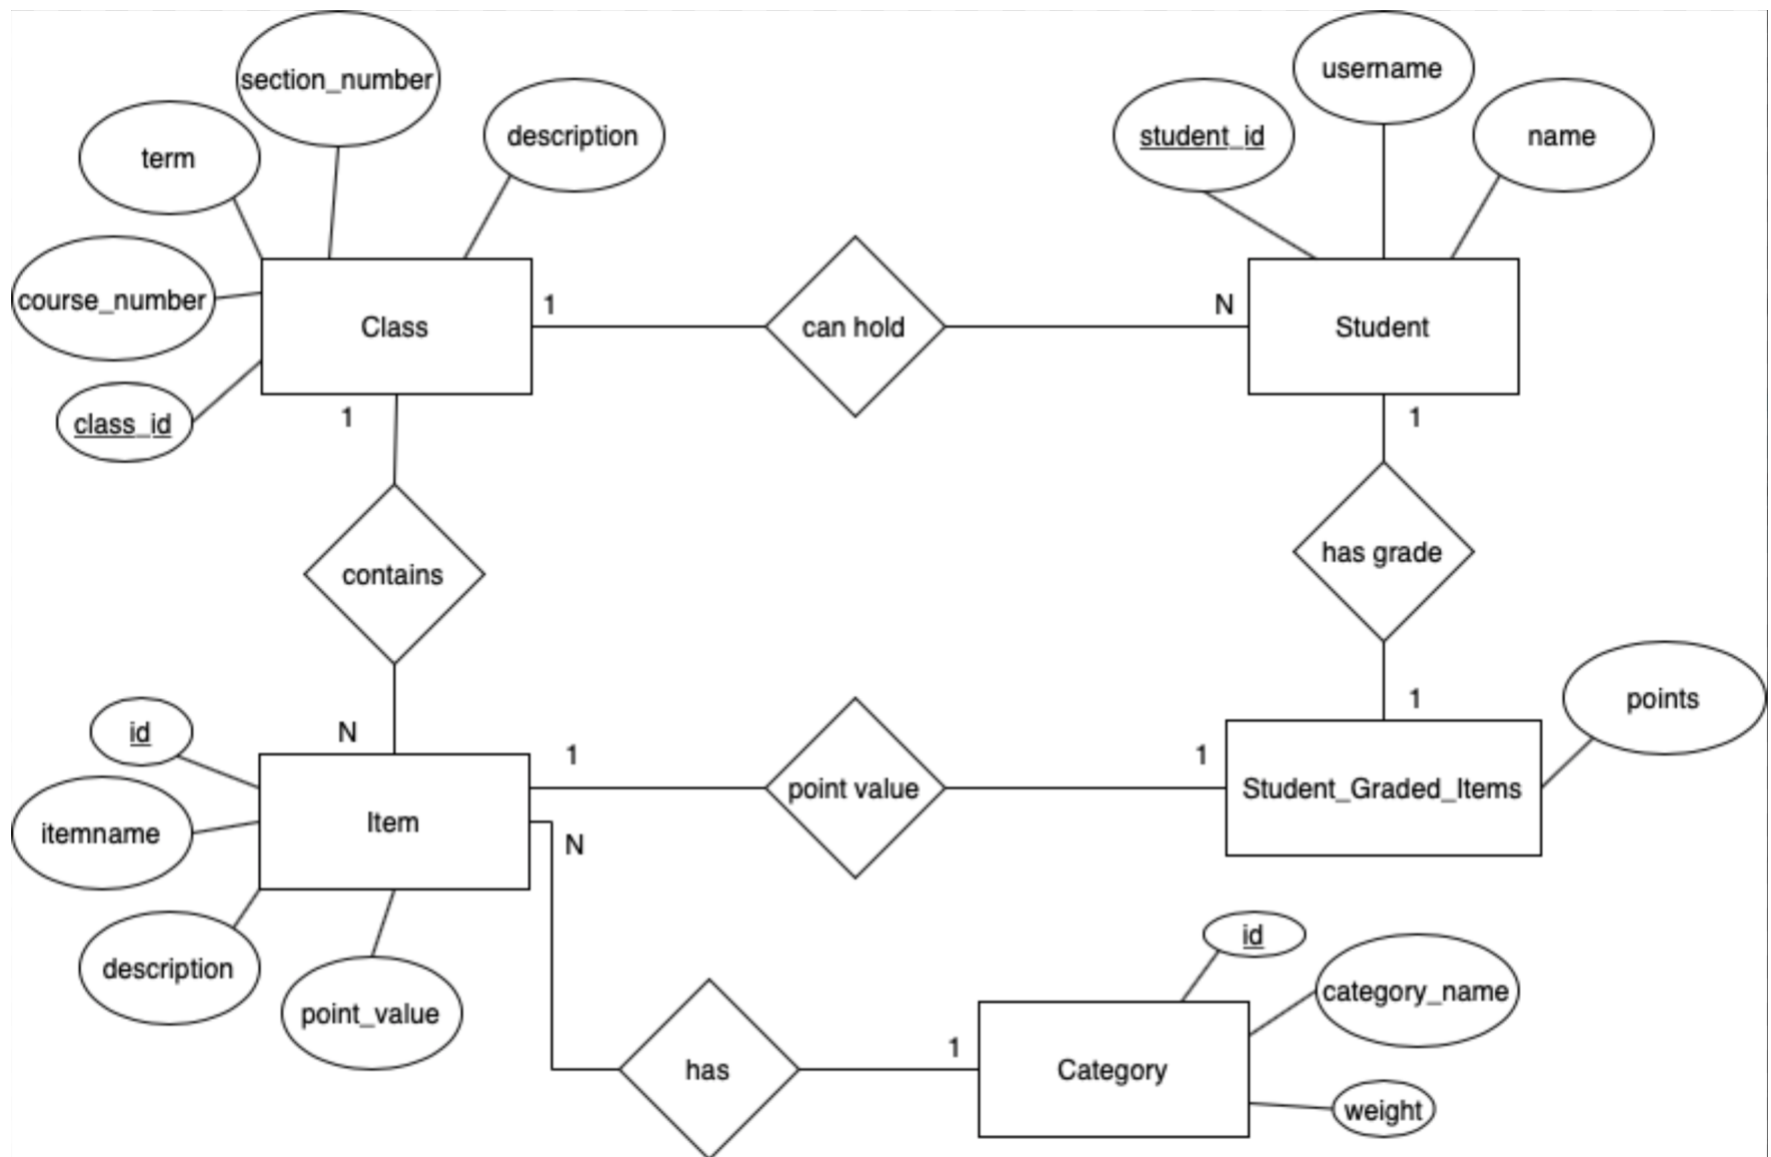 section_number
username
description
student_id
name
term
course_number
Class
1
can hold
N
Student
class_id
1
1
contains
has grade
id
N
1
1
1
points
itemname
Item
point value
Student_Graded_Items
N
description
point_value
id
category_name
has
1
Category
weight